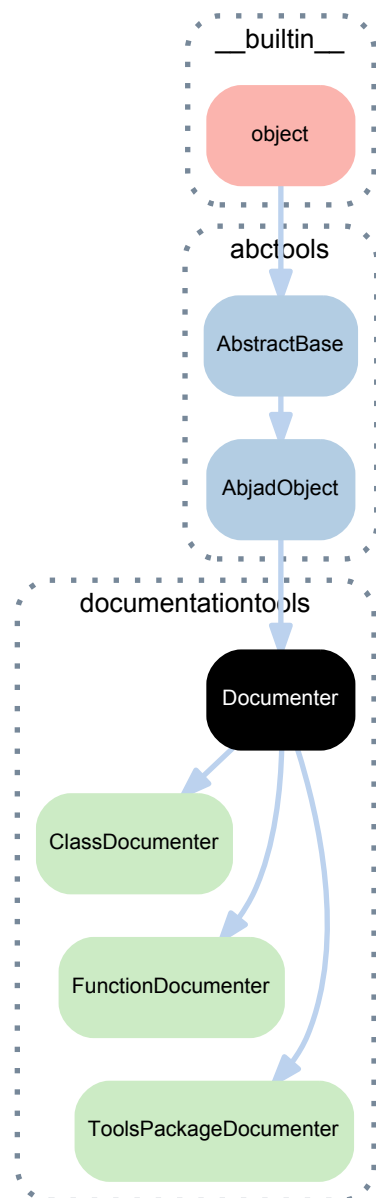 __builtin__
object
abctools
AbstractBase
AbjadObject
documentationtools
Documenter
ClassDocumenter
FunctionDocumenter
ToolsPackageDocumenter